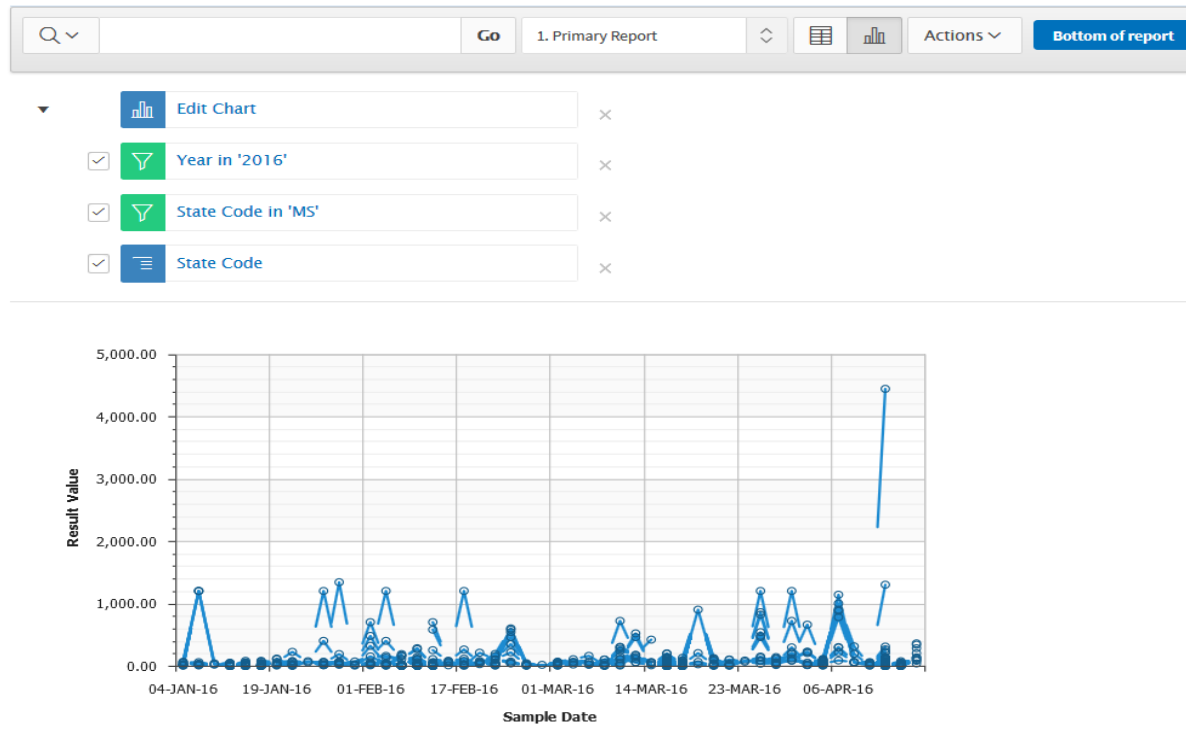 Go 1. Primary Report Actions Bottom of report
Edit Chart
Year in '2016'
State Code in 'MS'
State Code
5,000.00
4,000.00
3,000.00
2,000.00
1,000.00
0.00
Result Value
04-JAN-16 19-JAN-16 01-FEB-16 17-FEB-16 01-MAR-16 14-MAR-16 23-MAR-16 06-APR-16
Sample Date